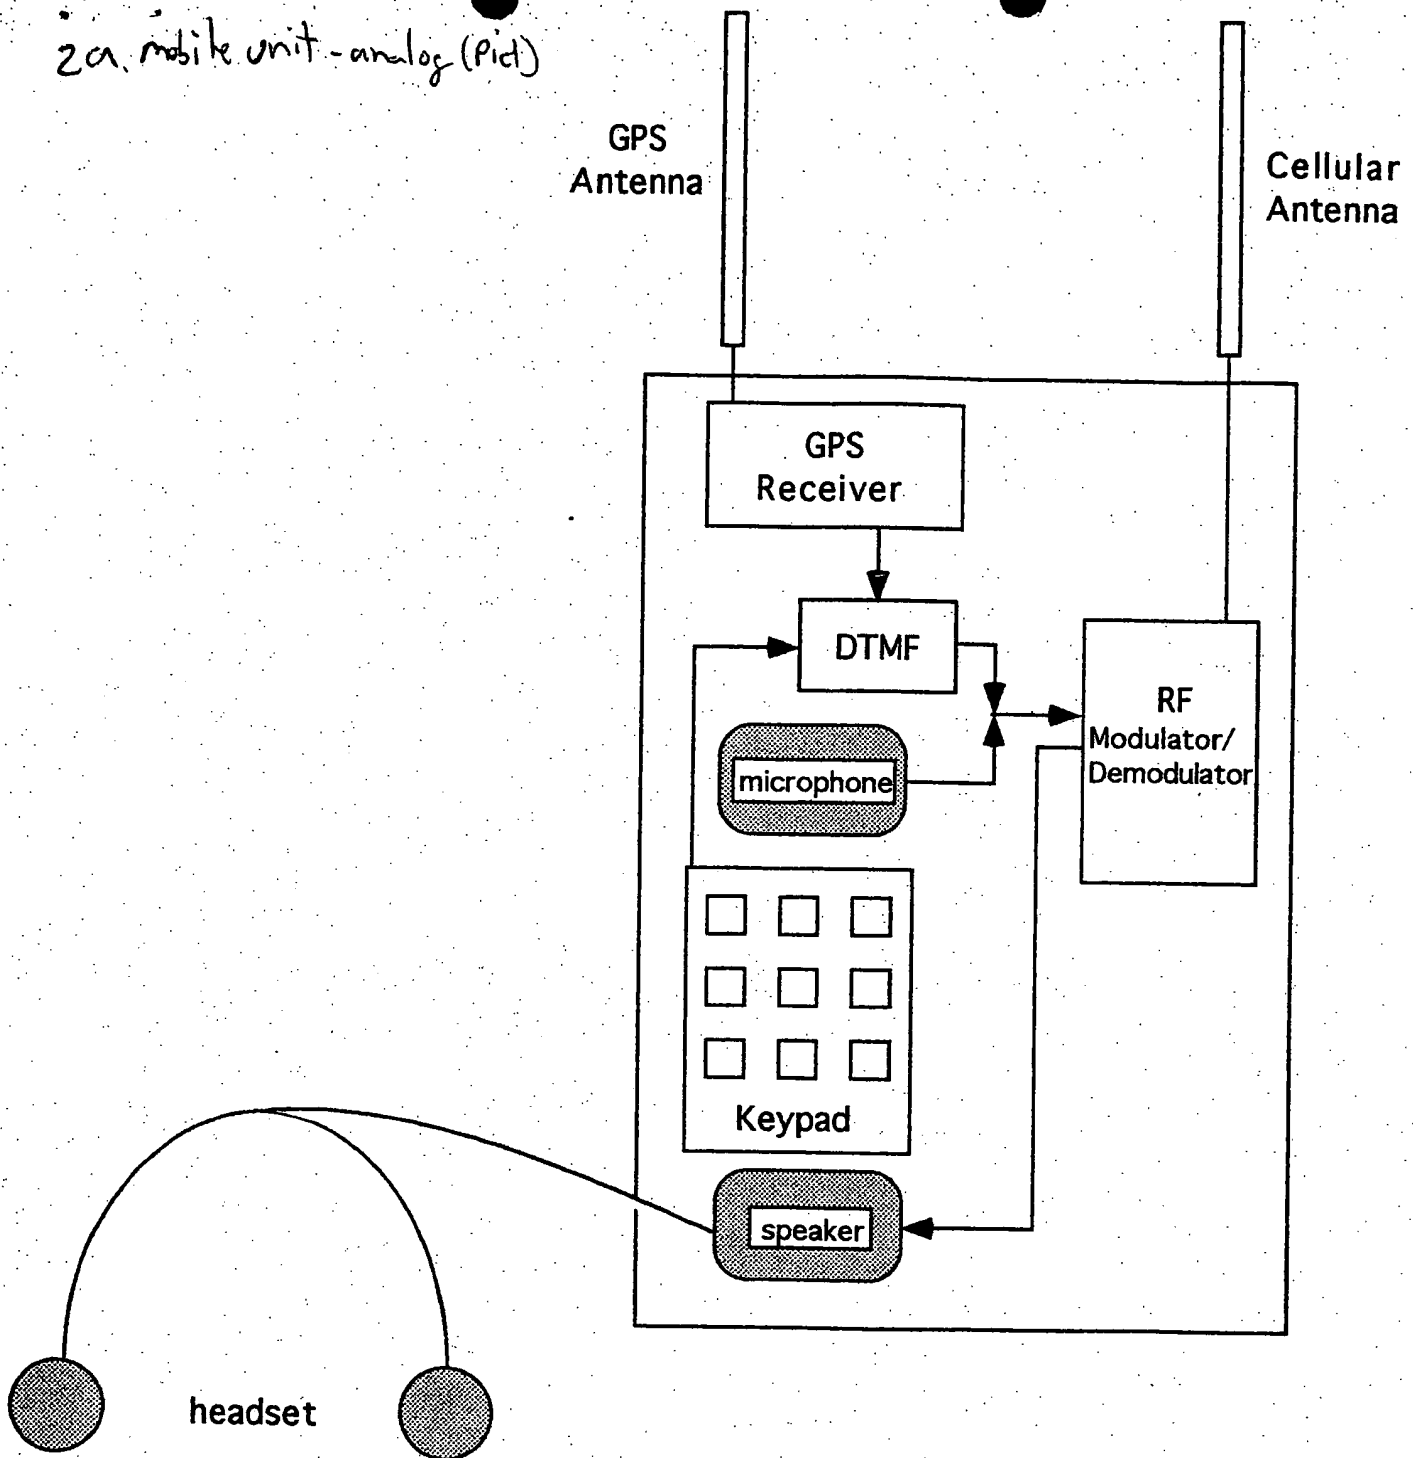 2a. mobile unit - analog (Pict)
GPS
Antenna
Cellular
Antenna
GPS
Receiver
DTMF
RF
Modulator/
Demodulator
microphone
Keypad
speaker
headset